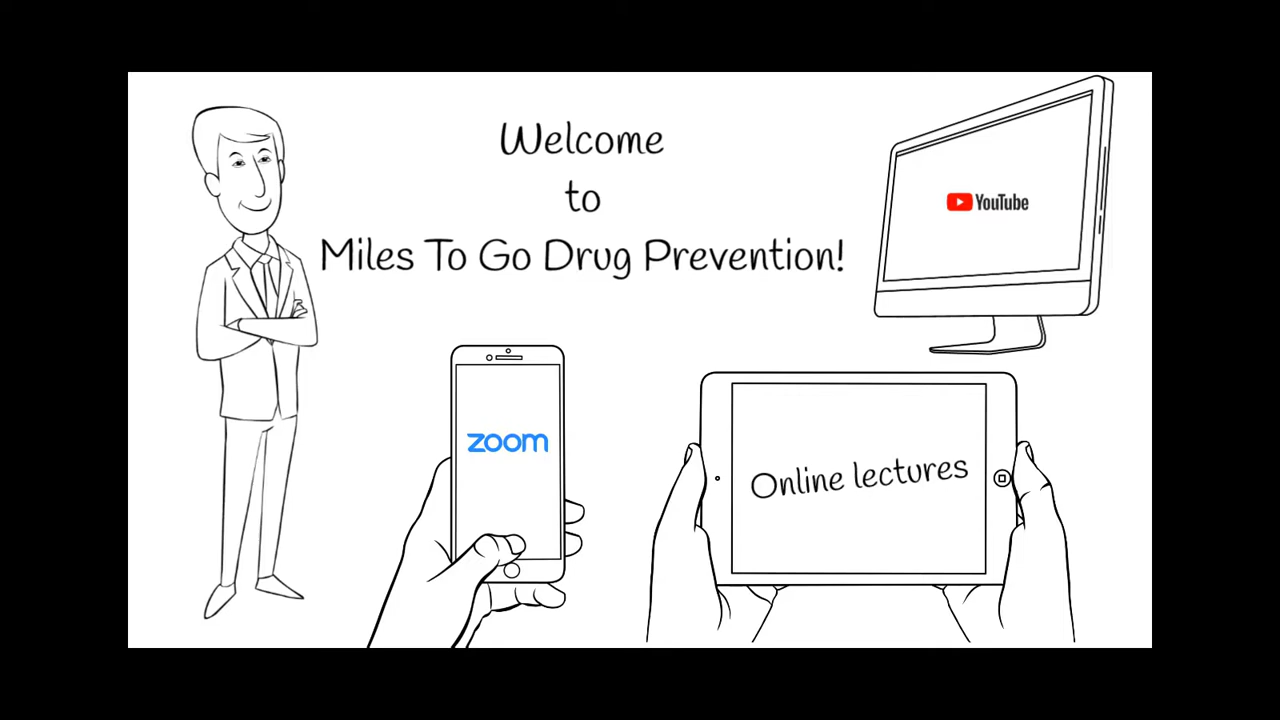 Welcome
to
Miles To Go Drug Prevention!
YouTube
zoom
Online lectures